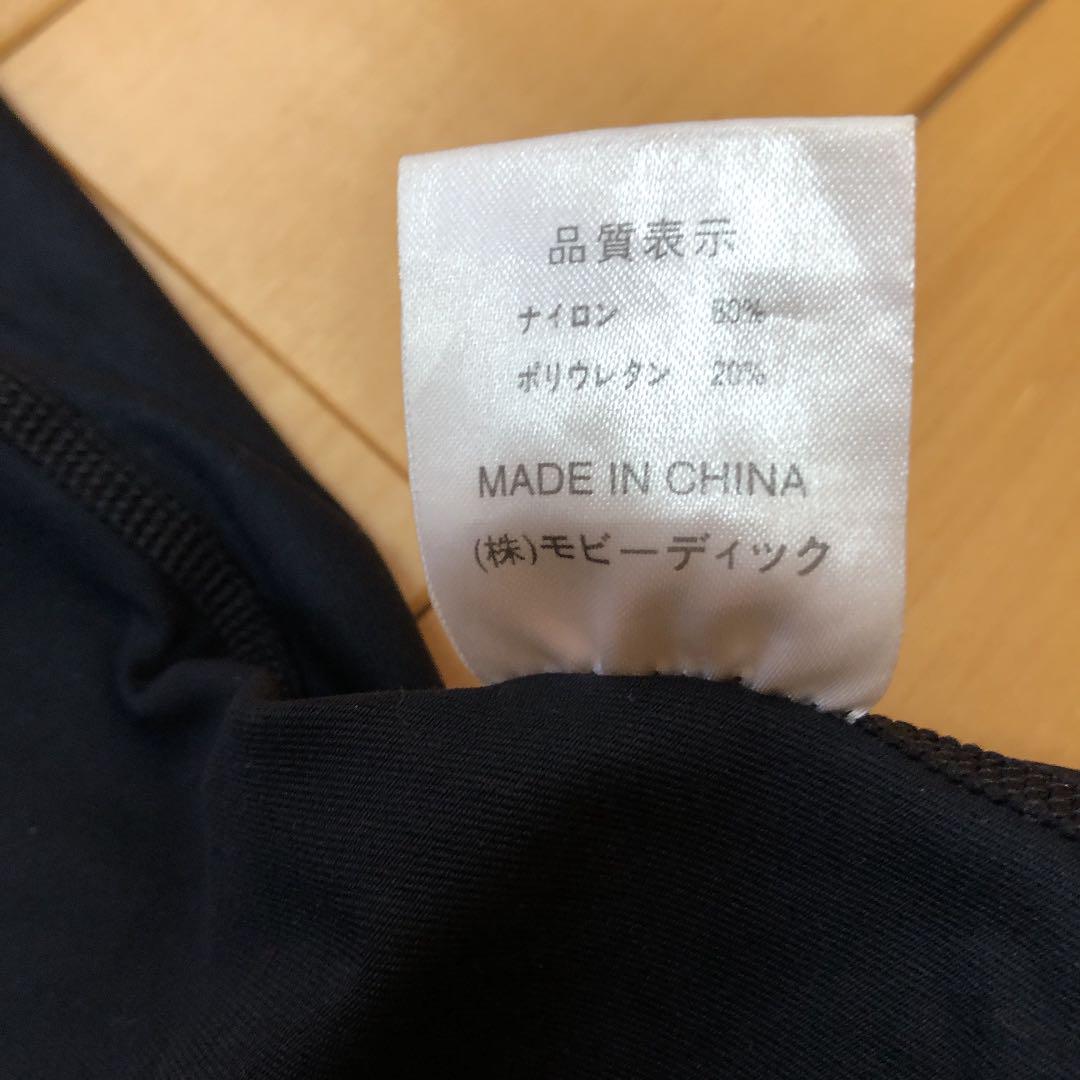 品質表示
ナイロン 80%
ポリウレタン 20%
MADE IN CHINA
(株)モビーディック